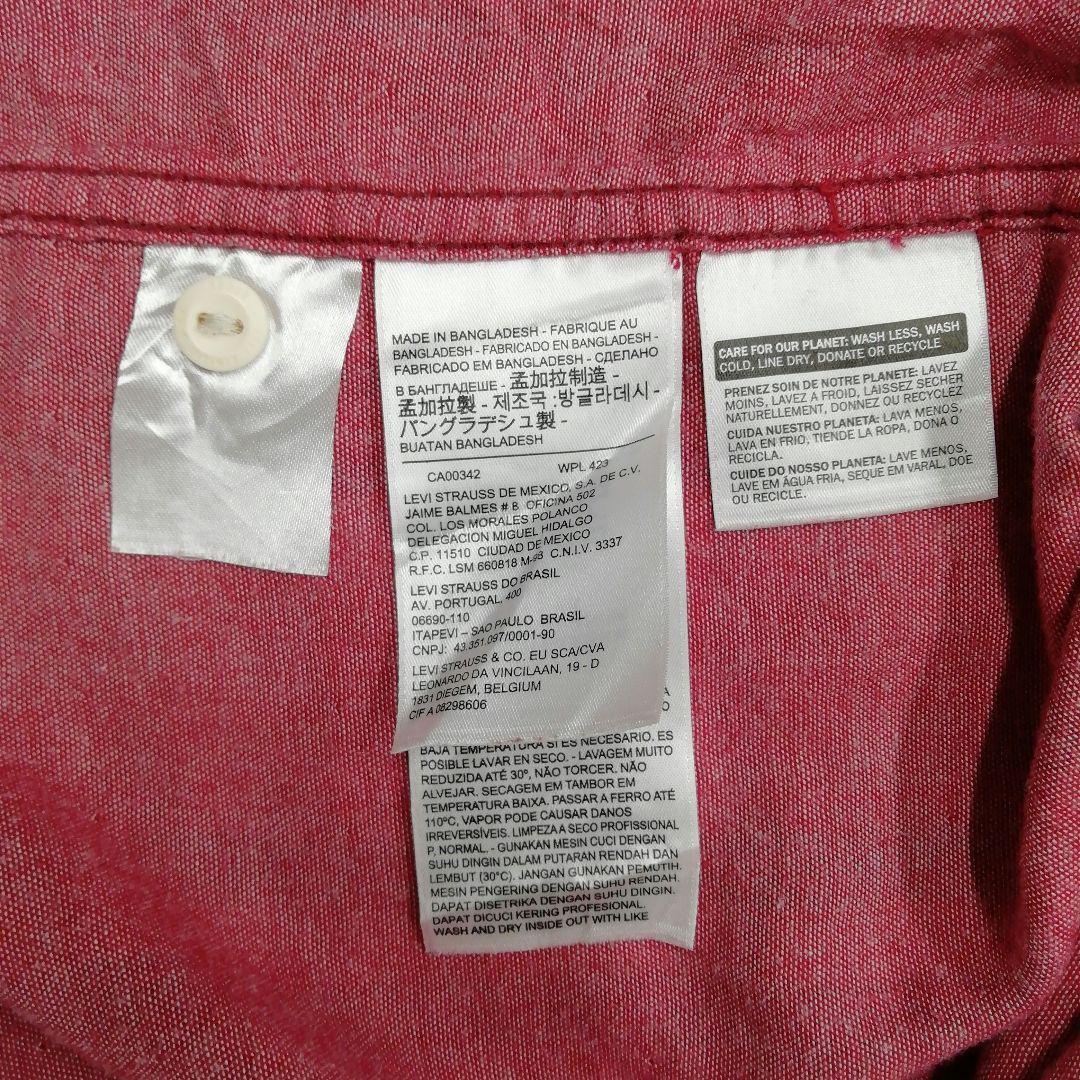 MADE IN BANGLADESH - FABRIQUE AU
BANGLADESH - FABRICADO EN BANGLADESH -
FABRICADO EM BANGLADESH - СДЕЛАНО
В БАНГЛАДЕШЕ - 孟加拉制造 -
孟加拉製 - 제조국 :방글라데시 -
バングラデシュ製 -
BUATAN BANGLADESH
CA00342 WPL 423
LEVI STRAUSS DE MEXICO, S.A. DE C.V.
JAIME BALMES # 8 OFICINA 502
COL. LOS MORALES POLANCO
DELEGACION MIGUEL HIDALGO
C.P. 11510 CIUDAD DE MEXICO
R.F.C. LSM 660818 M-9B C.N.I.V. 3337
LEVI STRAUSS DO BRASIL
AV. PORTUGAL, 400
06690-110
ITAPEVI – SAO PAULO BRASIL
CNPJ: 43.351.097/0001-90
LEVI STRAUSS & CO. EU SCA/CVA
LEONARDO DA VINCILAAN, 19 - D
1831 DIEGEM, BELGIUM
CIF A 08298606
BAJA TEMPERATURA SI ES NECESARIO. ES
POSIBLE LAVAR EN SECO. - LAVAGEM MUITO
REDUZIDA ATÉ 30º, NÃO TORCER. NÃO
ALVEJAR. SECAGEM EM TAMBOR EM
TEMPERATURA BAIXA. PASSAR A FERRO ATÉ
110ºC, VAPOR PODE CAUSAR DANOS
IRREVERSÍVEIS. LIMPEZA A SECO PROFISSIONAL
P, NORMAL. - GUNAKAN MESIN CUCI DENGAN
SUHU DINGIN DALAM PUTARAN RENDAH DAN
LEMBUT (30°C). JANGAN GUNAKAN PEMUTIH.
MESIN PENGERING DENGAN SUHU RENDAH.
DAPAT DISETRIKA DENGAN SUHU DINGIN.
DAPAT DICUCI KERING PROFESIONAL.
WASH AND DRY INSIDE OUT WITH LIKE
CARE FOR OUR PLANET: WASH LESS, WASH
COLD, LINE DRY, DONATE OR RECYCLE
PRENEZ SOIN DE NOTRE PLANETE: LAVEZ
MOINS, LAVEZ À FROID, LAISSEZ SECHER
NATURELLEMENT, DONNEZ OU RECYCLEZ
CUIDA NUESTRO PLANETA: LAVA MENOS,
LAVA EN FRIO, TIENDE LA ROPA, DONA O
RECICLA.
CUIDE DO NOSSO PLANETA: LAVE MENOS,
LAVE EM ÁGUA FRIA, SEQUE EM VARAL, DOE
OU RECICLE.